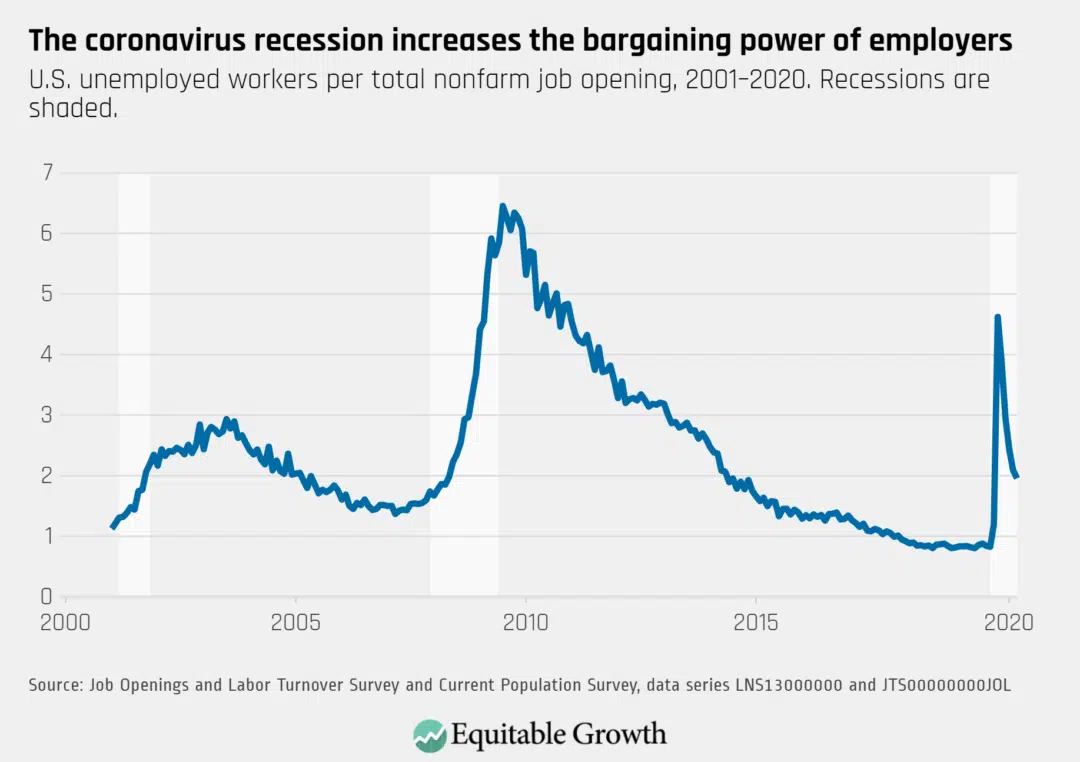 The coronavirus recession increases the bargaining power of employers
U.S. unemployed workers per total nonfarm job opening, 2001–2020. Recessions are
shaded.
7
6
5
4
3
2
1
0
2000 2005 2010 2015 2020
Source: Job Openings and Labor Turnover Survey and Current Population Survey, data series LNS13000000 and JTS00000000JOL
Equitable Growth